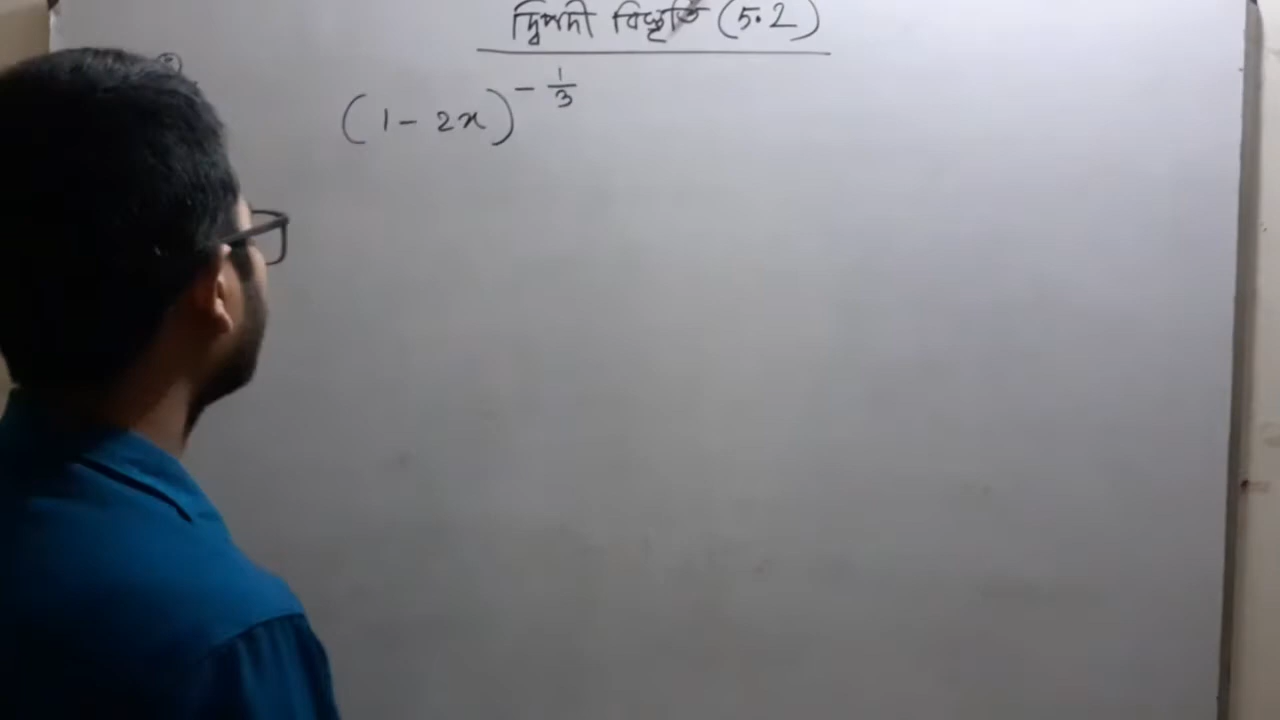 দ্বিপদী বিস্তৃতি (5.2)
(1 - 2x)^{-1/3}